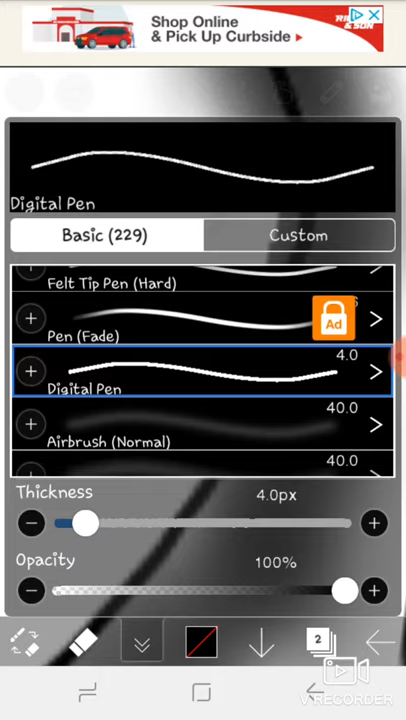 Shop Online
& Pick Up Curbside
Digital Pen
Basic (229)
Custom
Felt Tip Pen (Hard)
Pen (Fade)
Ad
4.0
Digital Pen
40.0
Airbrush (Normal)
40.0
Thickness
4.0px
Opacity
100%
2
VRECORDER